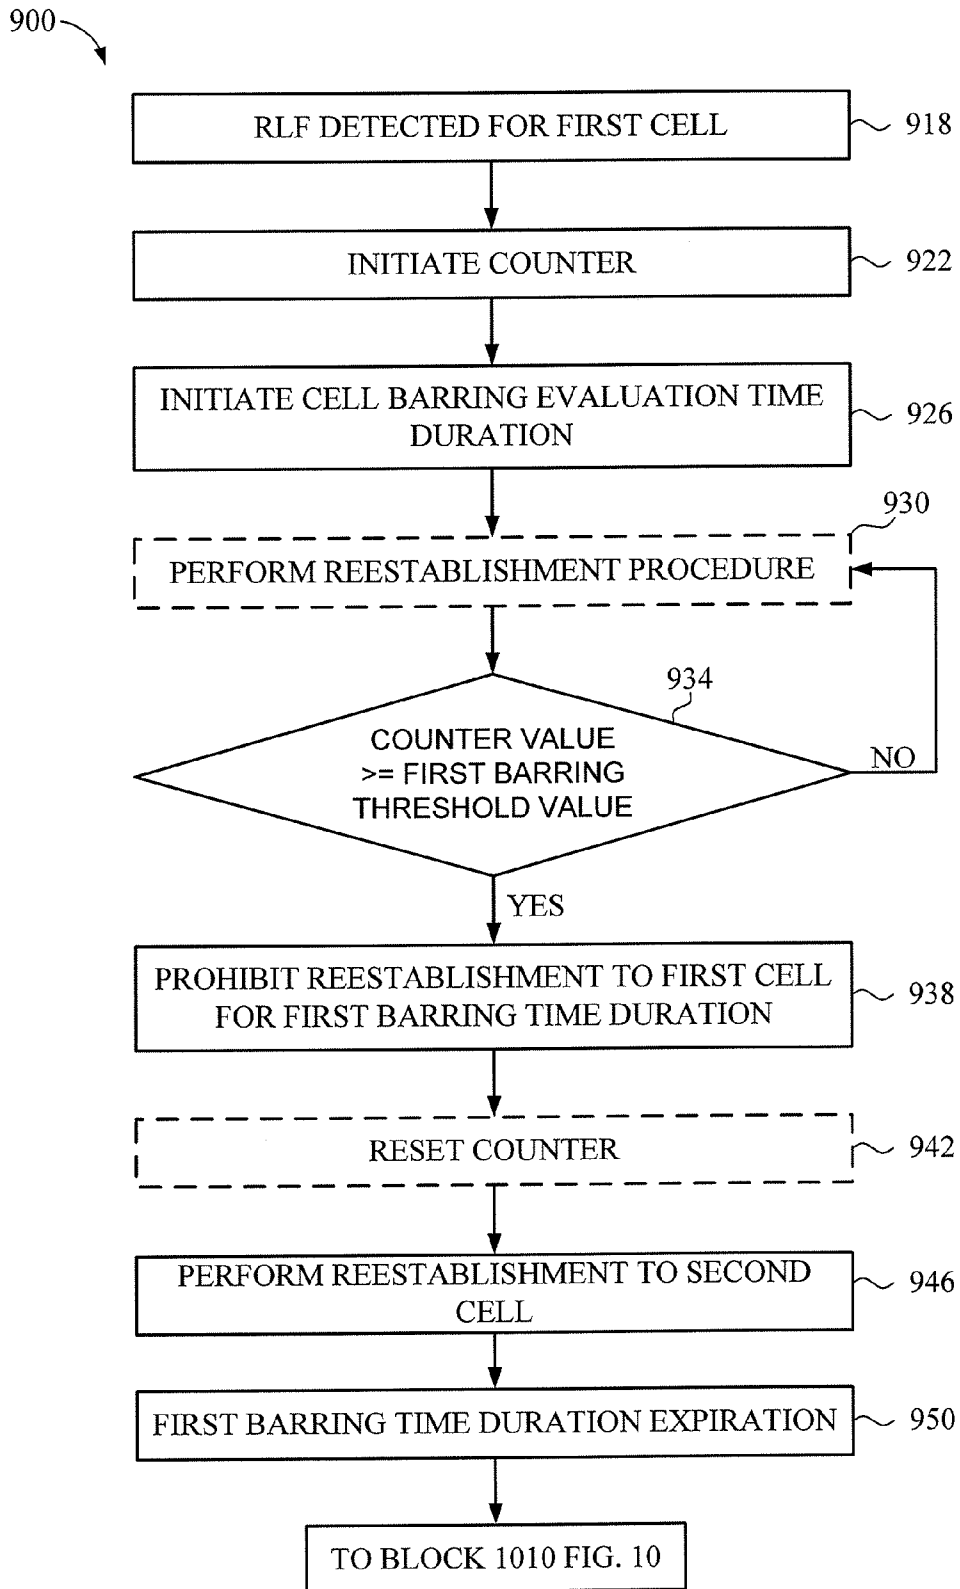 900
RLF DETECTED FOR FIRST CELL
918
INITIATE COUNTER
922
INITIATE CELL BARRING EVALUATION TIME
DURATION
926
930
PERFORM REESTABLISHMENT PROCEDURE
934
COUNTER VALUE
>= FIRST BARRING
THRESHOLD VALUE
NO
YES
PROHIBIT REESTABLISHMENT TO FIRST CELL
FOR FIRST BARRING TIME DURATION
938
RESET COUNTER
942
PERFORM REESTABLISHMENT TO SECOND
CELL
946
FIRST BARRING TIME DURATION EXPIRATION
950
TO BLOCK 1010 FIG. 10